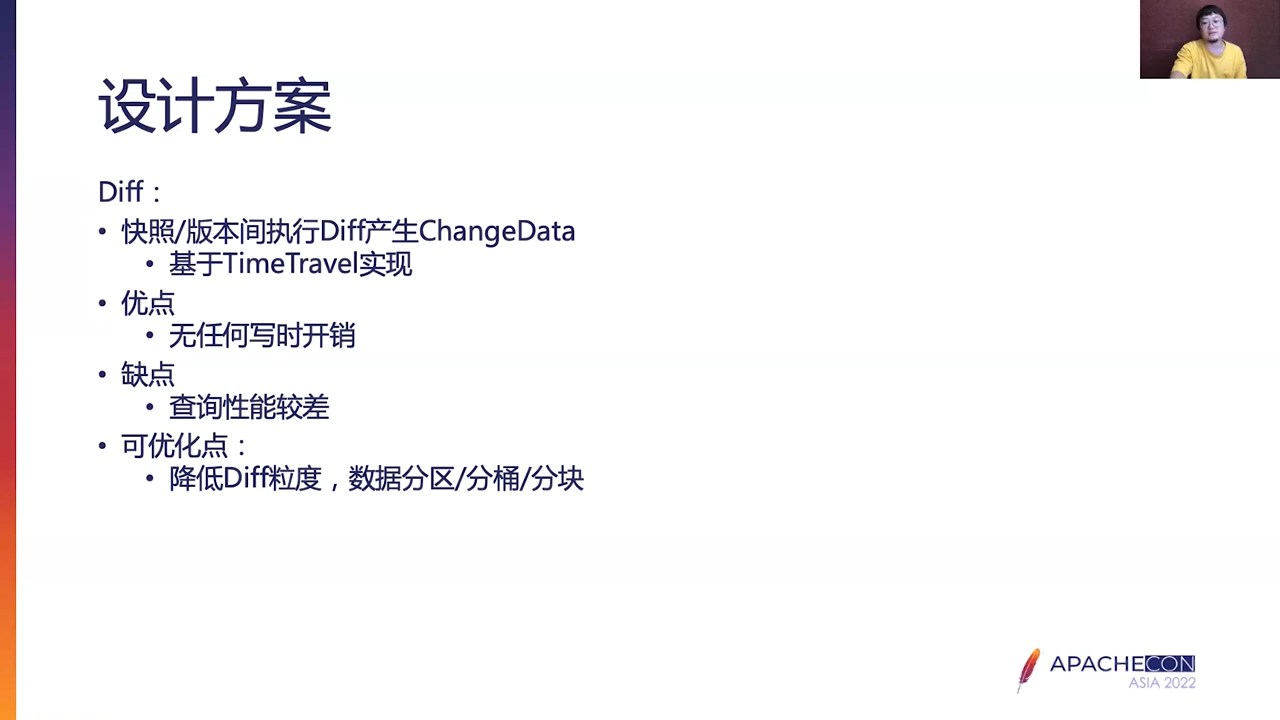 设计方案
Diff：
• 快照/版本间执行Diff产生ChangeData
• 基于TimeTravel实现
• 优点
• 无任何写时开销
• 缺点
• 查询性能较差
• 可优化点：
• 降低Diff粒度，数据分区/分桶/分块
APACHECON
ASIA 2022